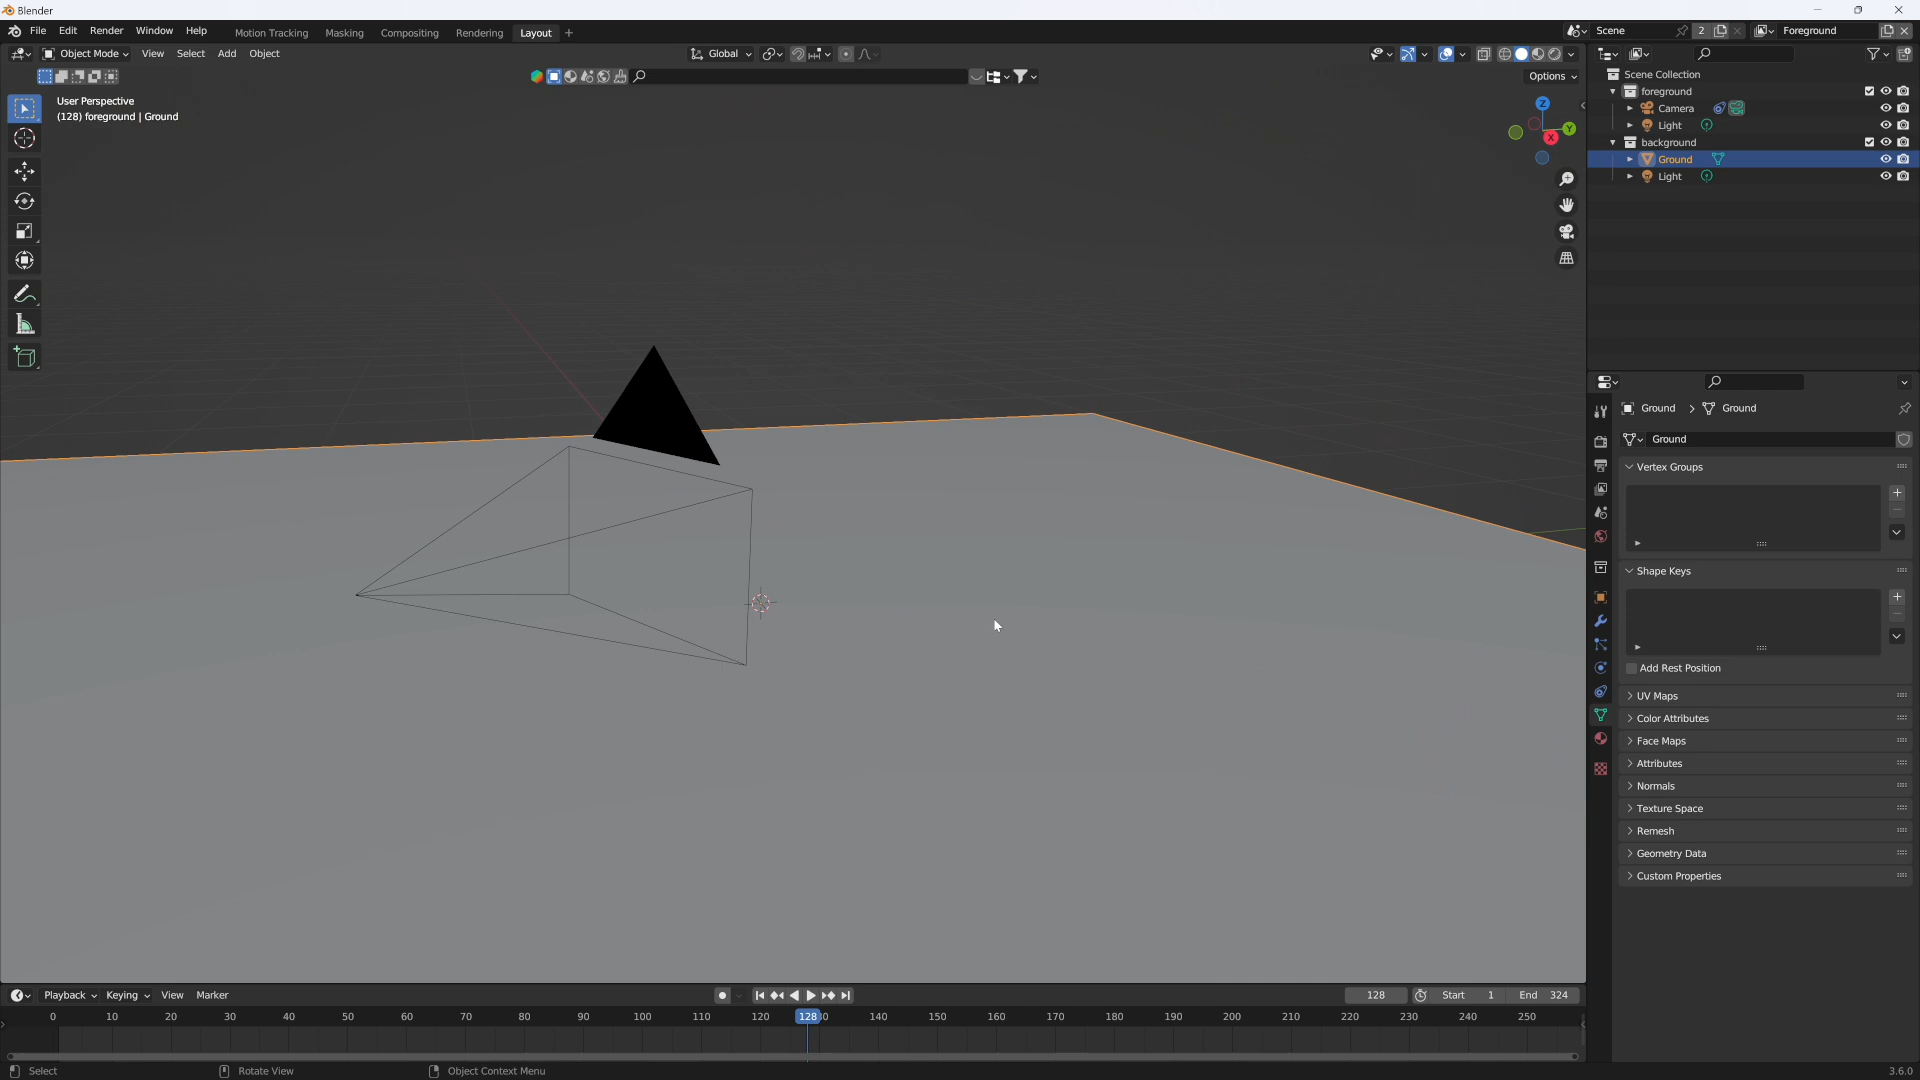 Blender
File Edit Render Window Help Motion Tracking Masking Compositing Rendering Layout + Scene 2 Foreground
Object Mode View Select Add Object Global
Options
User Perspective
(128) foreground | Ground
Z
Y
X
Scene Collection
foreground
Camera
Light
background
Ground
Light
Ground > Ground
Ground
Vertex Groups
Shape Keys
Add Rest Position
UV Maps
Color Attributes
Face Maps
Attributes
Normals
Texture Space
Remesh
Geometry Data
Custom Properties
Playback Keying View Marker 128 Start 1 End 324
0 10 20 30 40 50 60 70 80 90 100 110 120 128 140 150 160 170 180 190 200 210 220 230 240 250
Select Rotate View Object Context Menu 3.6.0